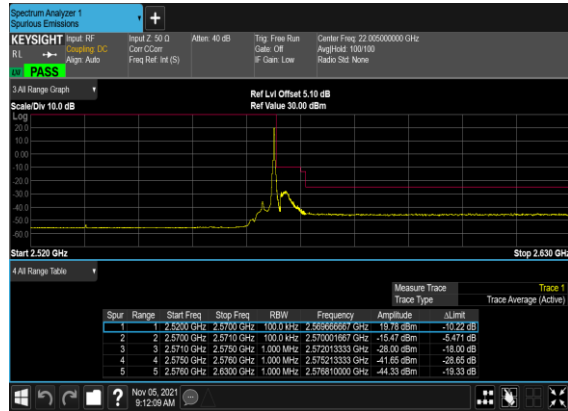 Spectrum Analyzer 1
Spurious Emissions
+
KEYSIGHT Input: RF Input Z: 50 Ω Atten: 40 dB Trig: Free Run Center Freq: 22.005000000 GHz
RL Coupling: DC Corr CCorr Gate: Off Avg|Hold: 100/100
Align: Auto Freq Ref: Int (S) IF Gain: Low Radio Std: None
PASS
3 All Range Graph
Ref Lvl Offset 5.10 dB
Scale/Div 10.0 dB Ref Value 30.00 dBm
Log
20.0
10.0
0.00
-10.0
-20.0
-30.0
-40.0
-50.0
-60.0
Start 2.520 GHz Stop 2.630 GHz
4 All Range Table
Measure Trace Trace 1
Trace Type Trace Average (Active)
Spur Range Start Freq Stop Freq RBW Frequency Amplitude ΔLimit
1 1 2.5200 GHz 2.5700 GHz 100.0 kHz 2.569666667 GHz 19.78 dBm -10.22 dB
2 2 2.5700 GHz 2.5710 GHz 100.0 kHz 2.570001667 GHz -15.47 dBm -5.471 dB
3 3 2.5710 GHz 2.5750 GHz 1.000 MHz 2.572013333 GHz -28.00 dBm -18.00 dB
4 4 2.5750 GHz 2.5760 GHz 1.000 MHz 2.575213333 GHz -41.65 dBm -28.65 dB
5 5 2.5760 GHz 2.6300 GHz 1.000 MHz 2.576810000 GHz -44.33 dBm -19.33 dB
? Nov 05, 2021
9:12:09 AM